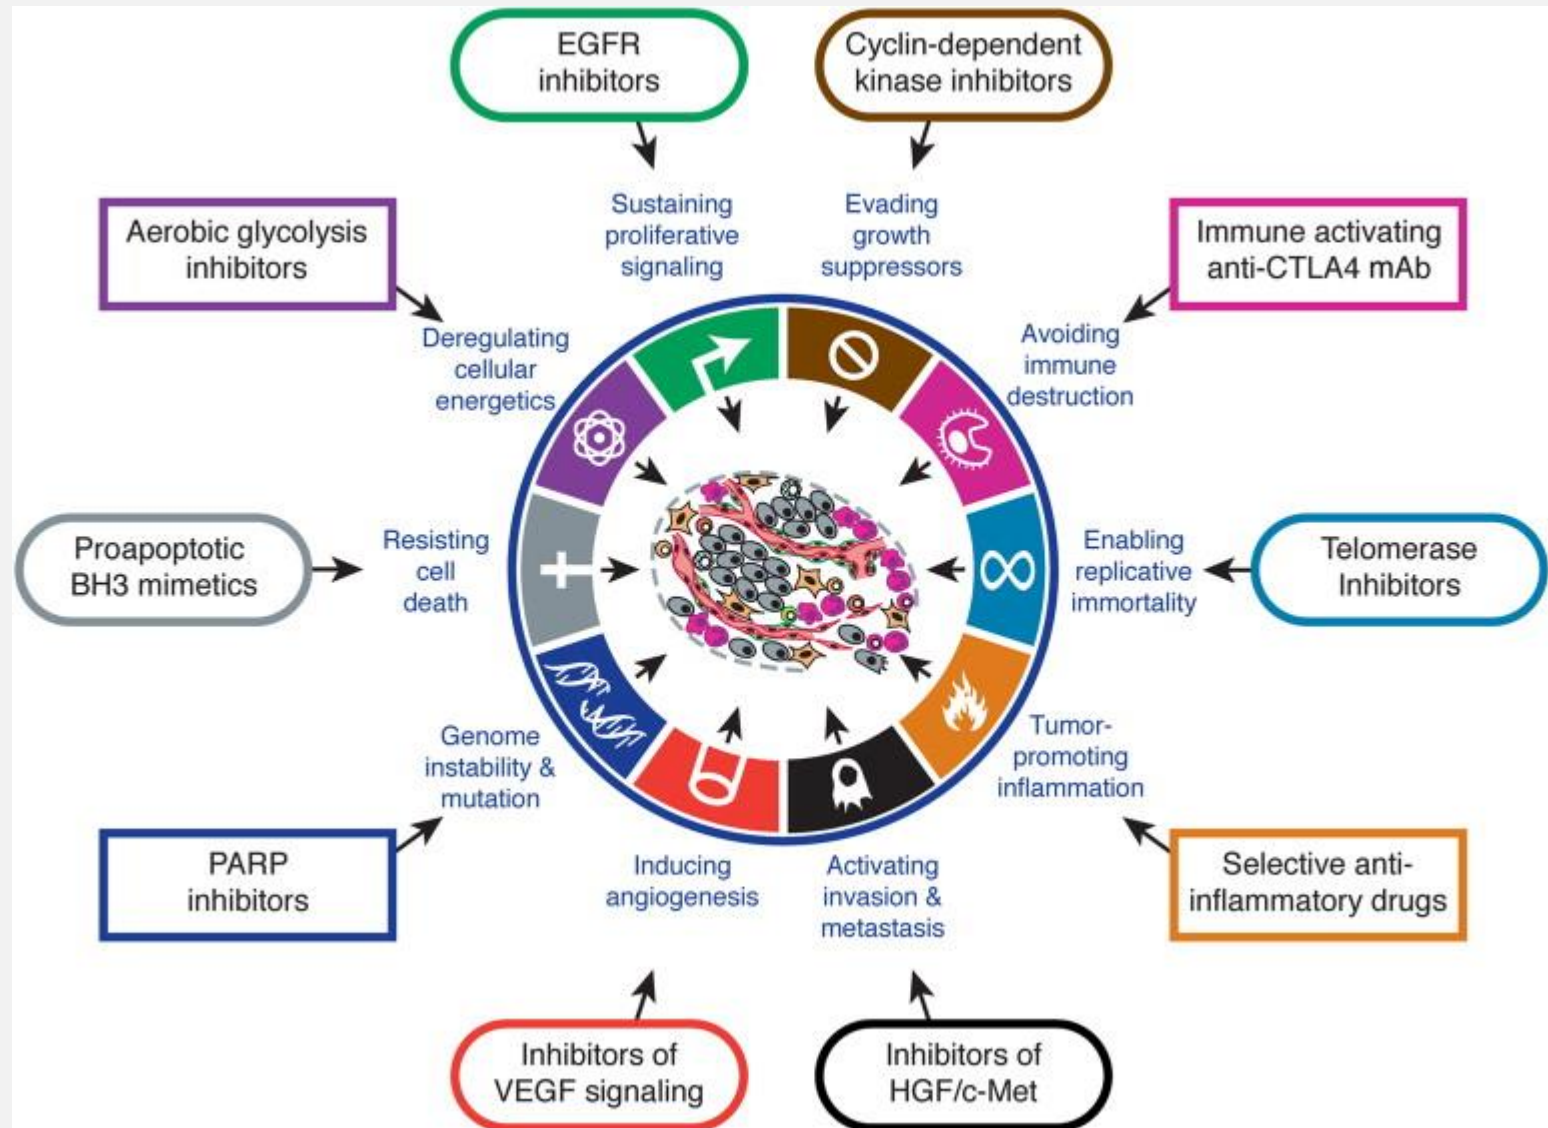 EGFR
inhibitors
Cyclin-dependent
kinase inhibitors
Sustaining
proliferative
signaling
Evading
growth
suppressors
Aerobic glycolysis
inhibitors
Immune activating
anti-CTLA4 mAb
Deregulating
cellular
energetics
Avoiding
immune
destruction
Proapoptotic
BH3 mimetics
Resisting
cell
death
Enabling
replicative
immortality
Telomerase
Inhibitors
Genome
instability &
mutation
Tumor-
promoting
inflammation
PARP
inhibitors
Inducing
angiogenesis
Activating
invasion &
metastasis
Selective anti-
inflammatory drugs
Inhibitors of
VEGF signaling
Inhibitors of
HGF/c-Met